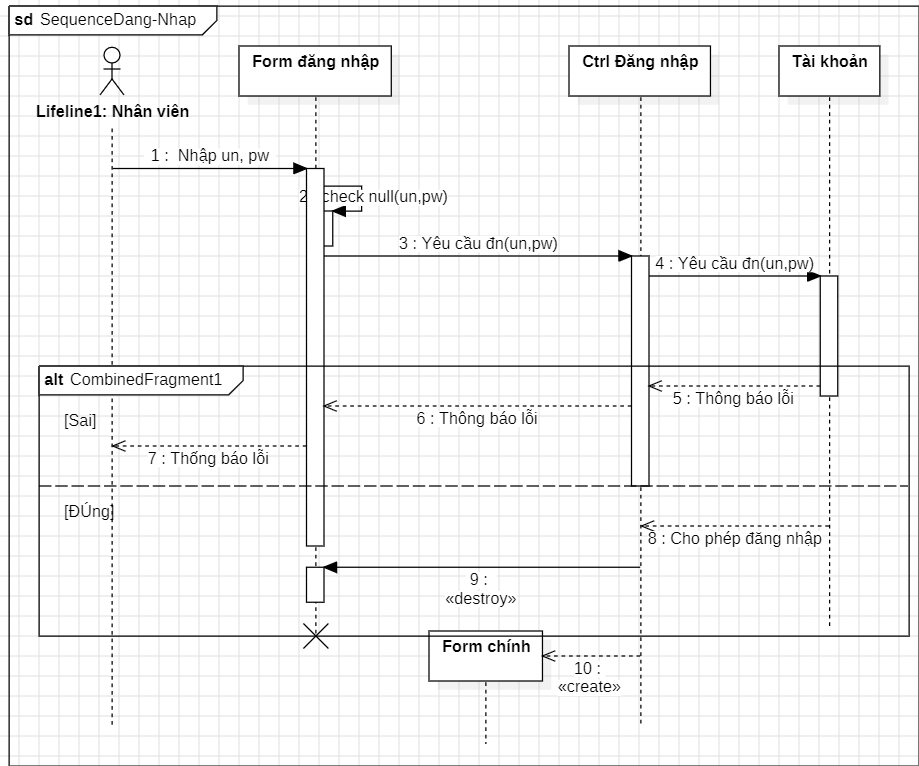 sd SequenceDang-Nhap
Form đăng nhập
Ctrl Đăng nhập
Tài khoản
Lifeline1: Nhân viên
1 : Nhập un, pw
2 : check null(un,pw)
3 : Yêu cầu đn(un,pw)
4 : Yêu cầu đn(un,pw)
alt CombinedFragment1
5 : Thông báo lỗi
[Sai]
6 : Thông báo lỗi
7 : Thống báo lỗi
[ĐÚng]
8 : Cho phép đăng nhập
9 :
«destroy»
Form chính
10 :
«create»